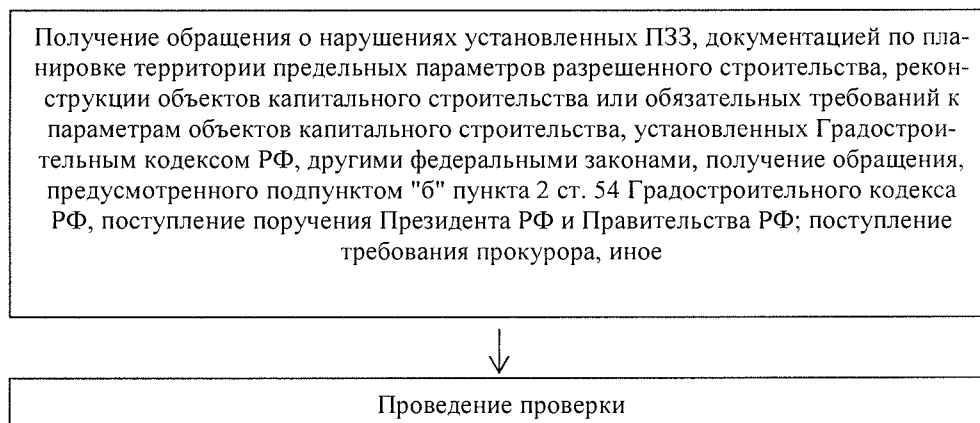 Получение обращения о нарушениях установленных ПЗЗ, документацией по пла-
нировке территории предельных параметров разрешенного строительства, рекон-
струкции объектов капитального строительства или обязательных требований к
параметрам объектов капитального строительства, установленных Градострои-
тельным кодексом РФ, другими федеральными законами, получение обращения,
предусмотренного подпунктом "б" пункта 2 ст. 54 Градостроительного кодекса
РФ, поступление поручения Президента РФ и Правительства РФ; поступление
требования прокурора, иное
Проведение проверки